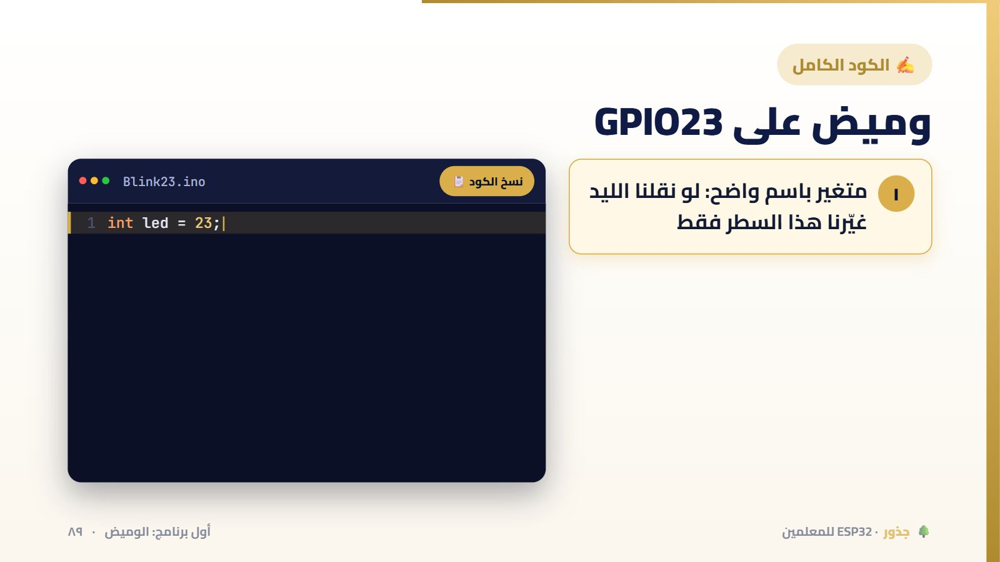 ✍️ الكود الكامل
وميض على GPIO23
١
متغير باسم واضح: لو نقلنا الليد
غيّرنا هذا السطر فقط
Blink23.ino
نسخ الكود 📋
1 int led = 23;
🌳 جذور · ESP32 للمعلمين
أول برنامج: الوميض · ٨٩